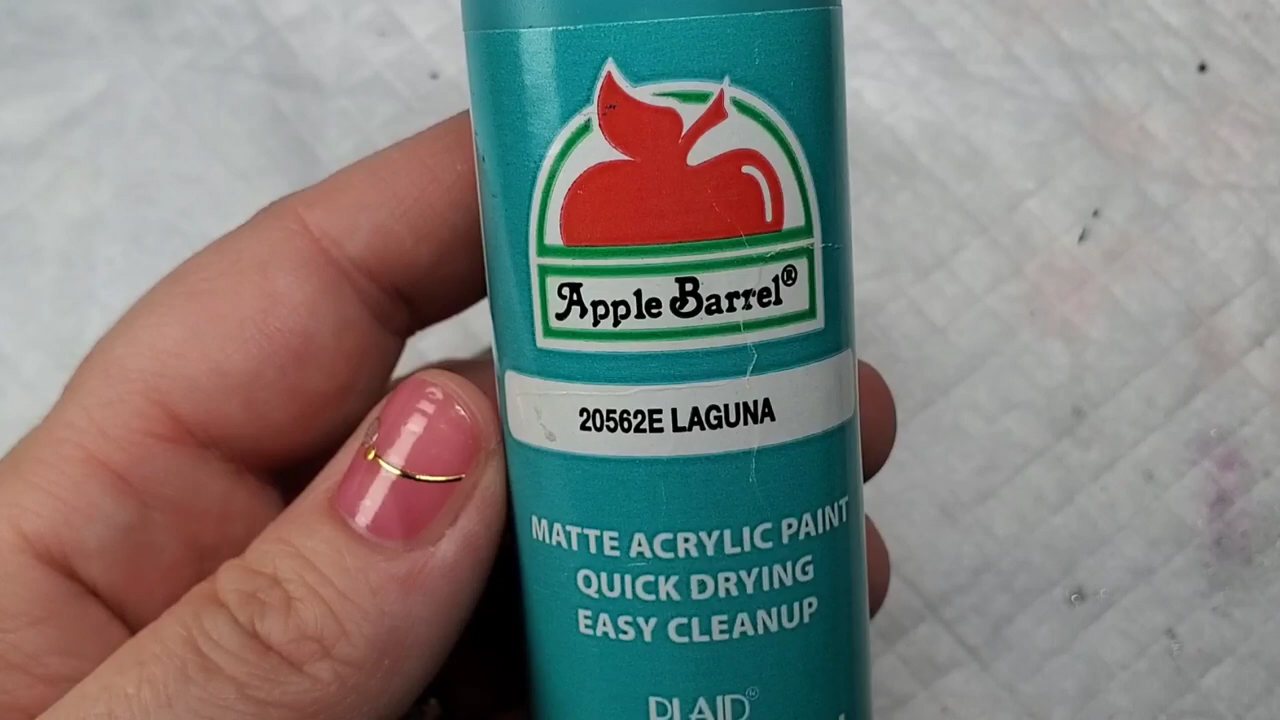 Apple Barrel®
20562E LAGUNA
MATTE ACRYLIC PAINT
QUICK DRYING
EASY CLEANUP
PLAID